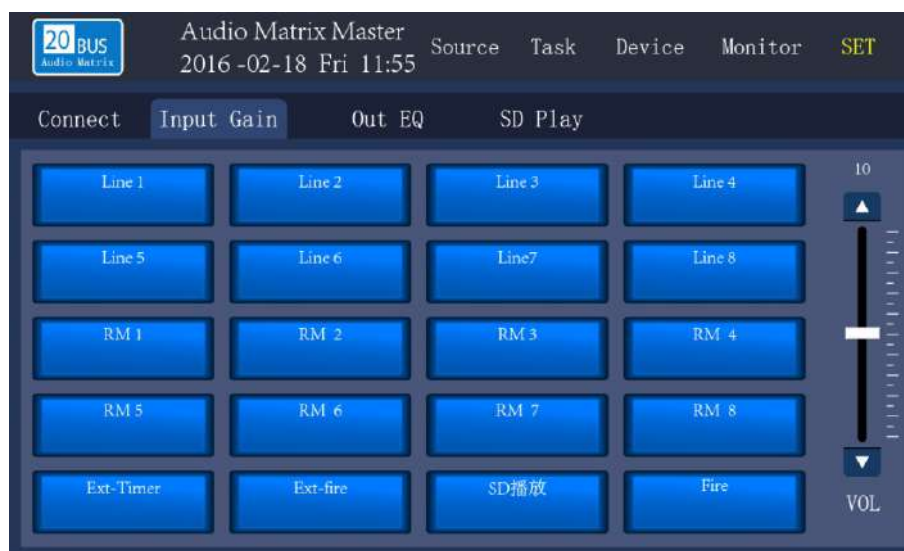 20 BUS
Audio Matrix
Audio Matrix Master
2016 -02-18 Fri 11:55
Source Task Device Monitor SET
Connect Input Gain Out EQ SD Play
Line 1 Line 2 Line 3 Line 4
10
Line 5 Line 6 Line7 Line 8
RM 1 RM 2 RM 3 RM 4
RM 5 RM 6 RM 7 RM 8
Ext-Timer Ext-fire SD播放 Fire
VOL